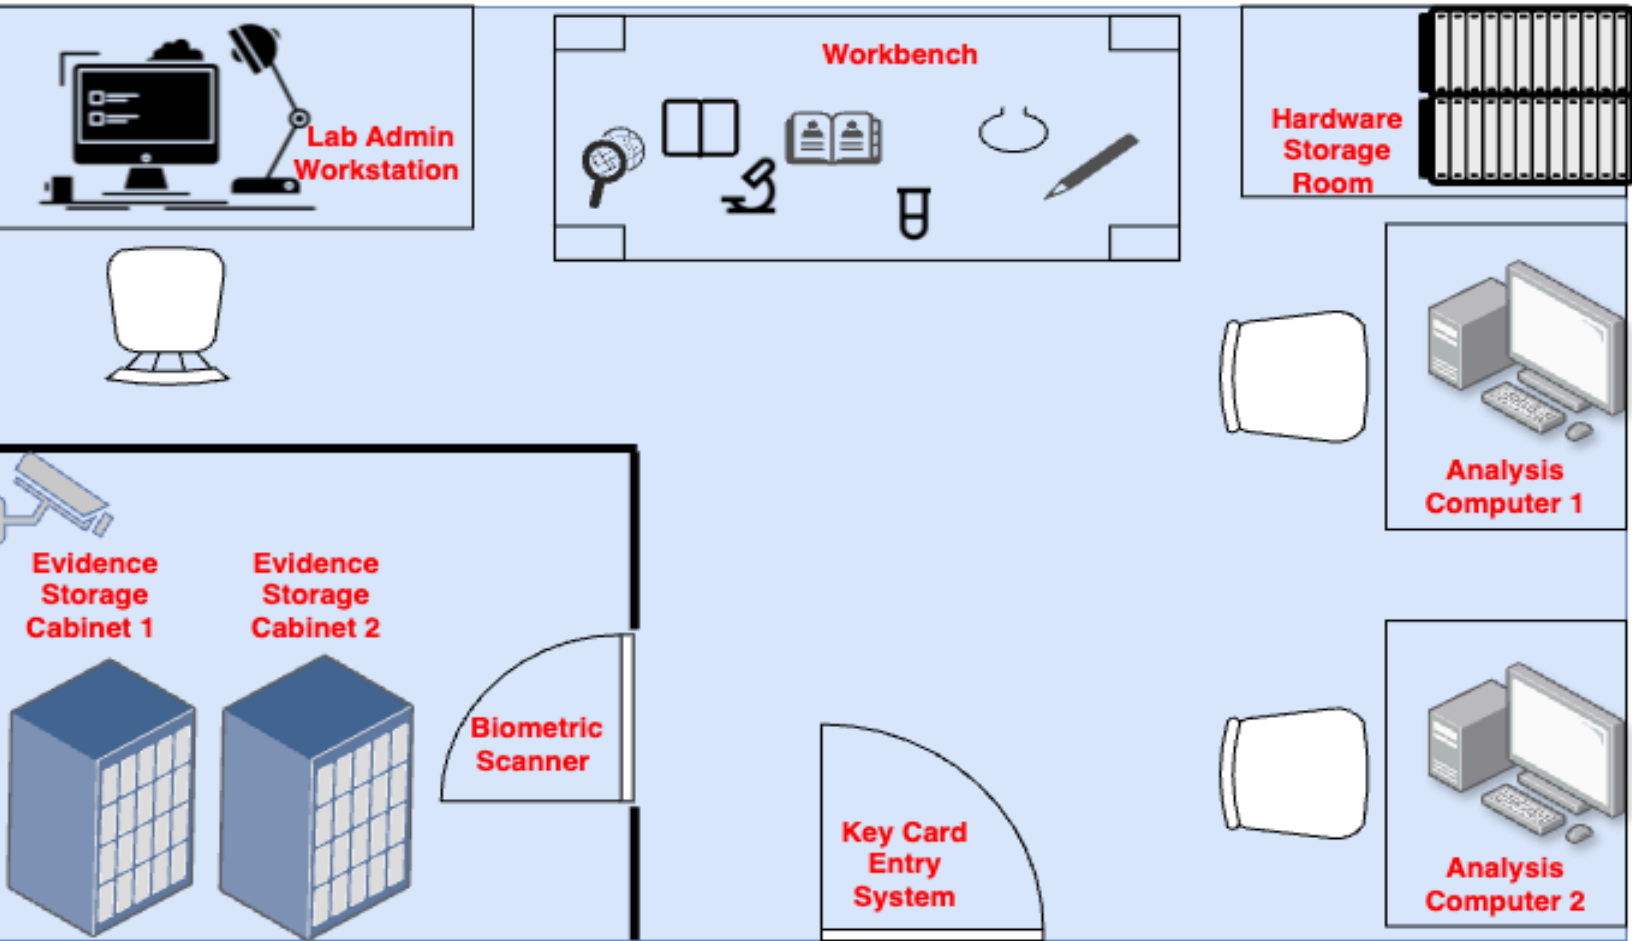 Lab Admin
Workstation
Workbench
Hardware
Storage
Room
Analysis
Computer 1
Evidence
Storage
Cabinet 1
Evidence
Storage
Cabinet 2
Biometric
Scanner
Key Card
Entry
System
Analysis
Computer 2